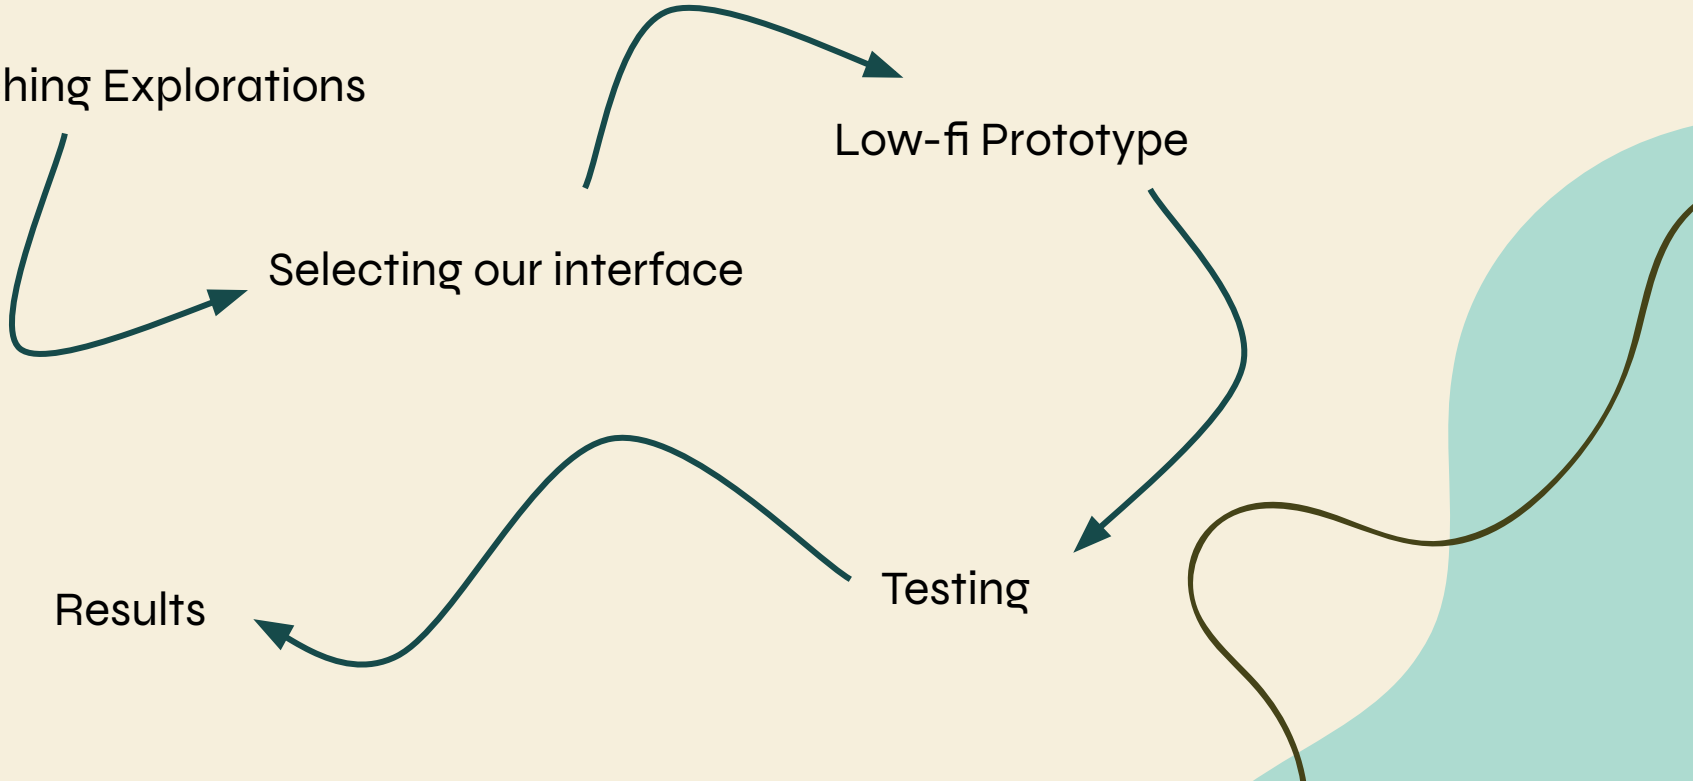 hing Explorations
Selecting our interface
Low-fi Prototype
Testing
Results